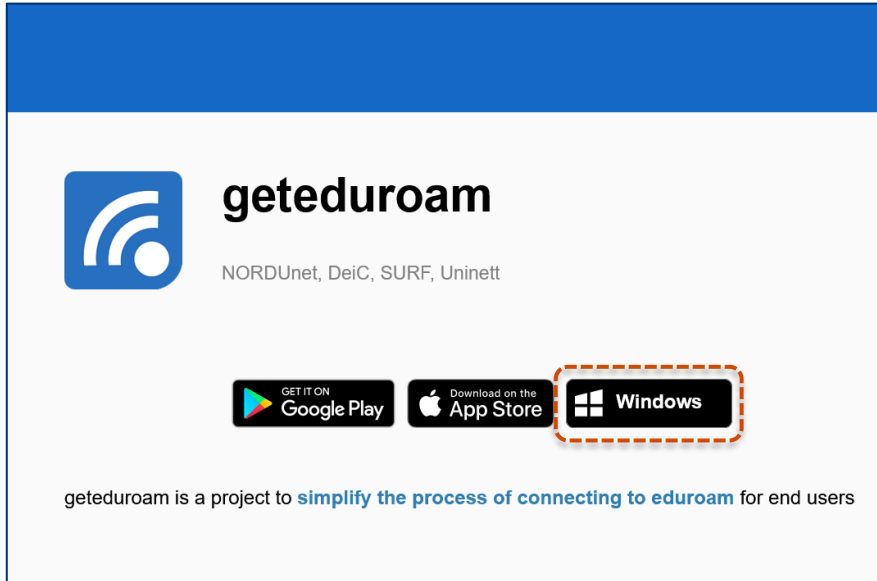 geteduroam
NORDUnet, DeiC, SURF, Uninett
GET IT ON
Google Play
Download on the
App Store
Windows
geteduroam is a project to simplify the process of connecting to eduroam for end users